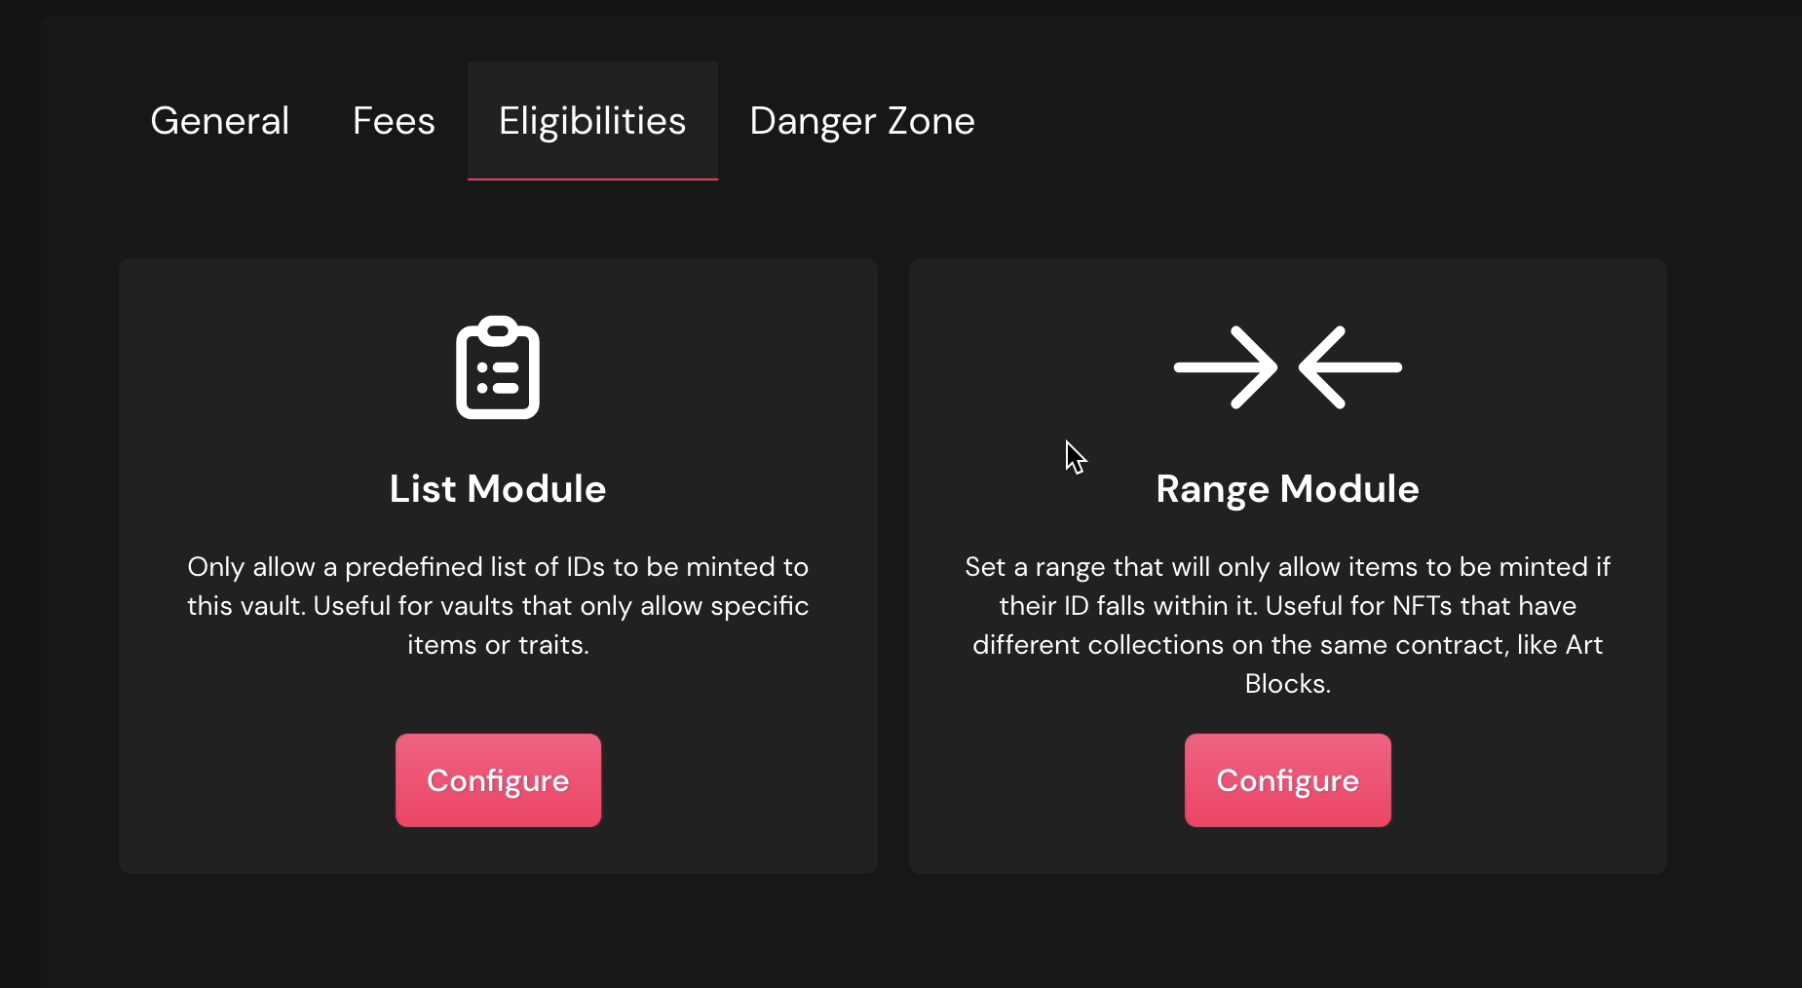 General
Fees
Eligibilities
Danger Zone
List Module
Only allow a predefined list of IDs to be minted to
this vault. Useful for vaults that only allow specific
items or traits.
Configure
Range Module
Set a range that will only allow items to be minted if
their ID falls within it. Useful for NFTs that have
different collections on the same contract, like Art
Blocks.
Configure